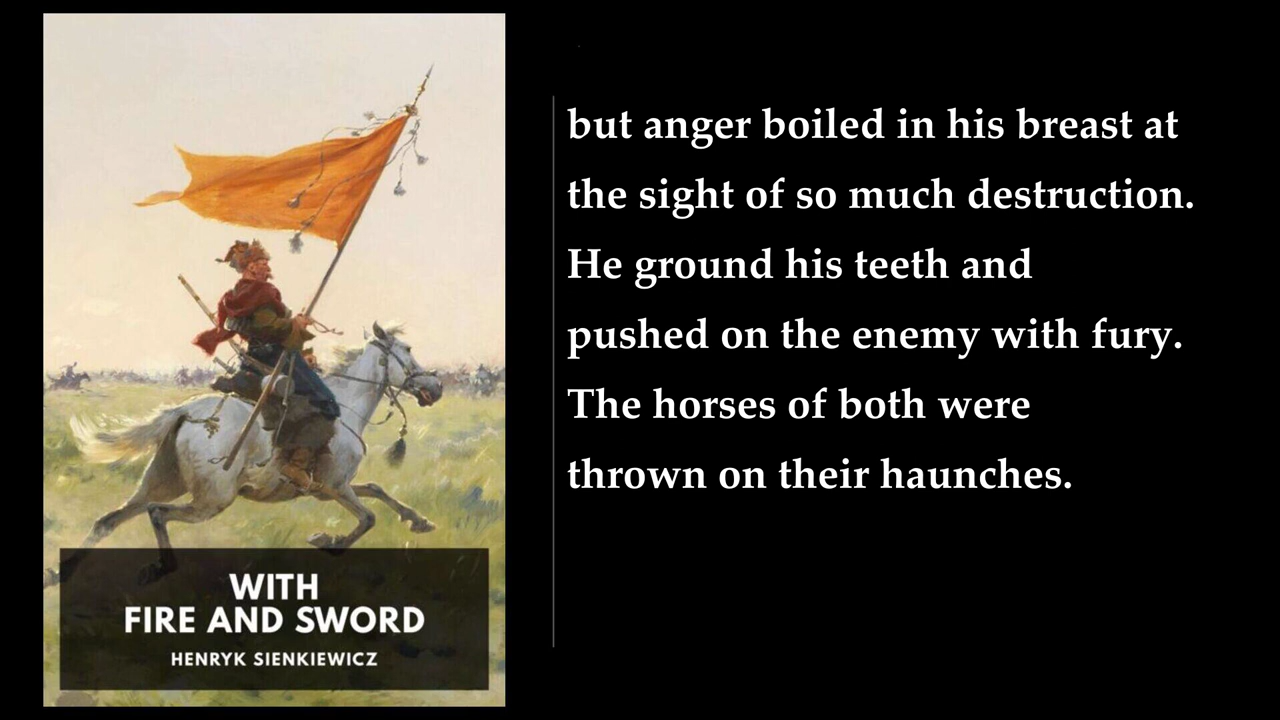 but anger boiled in his breast at
the sight of so much destruction.
He ground his teeth and
pushed on the enemy with fury.
The horses of both were
thrown on their haunches.
WITH
FIRE AND SWORD
HENRYK SIENKIEWICZ